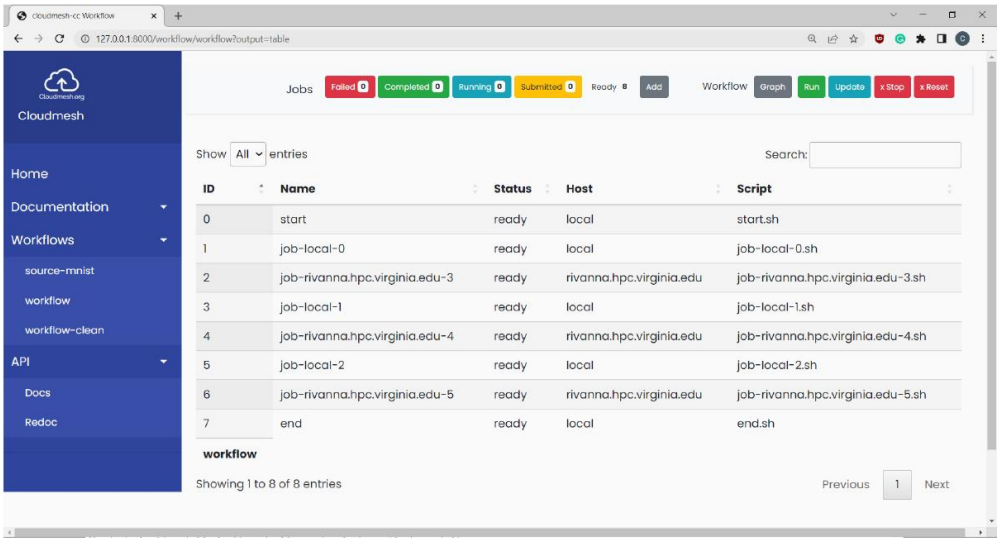 cloudmesh-cc Workflow
127.0.0.1:8000/workflow/workflow?output=table
Cloudmesh.org
Cloudmesh
Home
Documentation
Workflows
source-mnist
workflow
workflow-clean
API
Docs
Redoc
Jobs Failed 0 Completed 0 Running 0 Submitted 0 Ready 8 Add Workflow Graph Run Update x Stop x Reset
Show All entries Search:
ID Name Status Host Script
0 start ready local start.sh
1 job-local-0 ready local job-local-0.sh
2 job-rivanna.hpc.virginia.edu-3 ready rivanna.hpc.virginia.edu job-rivanna.hpc.virginia.edu-3.sh
3 job-local-1 ready local job-local-1.sh
4 job-rivanna.hpc.virginia.edu-4 ready rivanna.hpc.virginia.edu job-rivanna.hpc.virginia.edu-4.sh
5 job-local-2 ready local job-local-2.sh
6 job-rivanna.hpc.virginia.edu-5 ready rivanna.hpc.virginia.edu job-rivanna.hpc.virginia.edu-5.sh
7 end ready local end.sh
workflow
Showing 1 to 8 of 8 entries Previous 1 Next